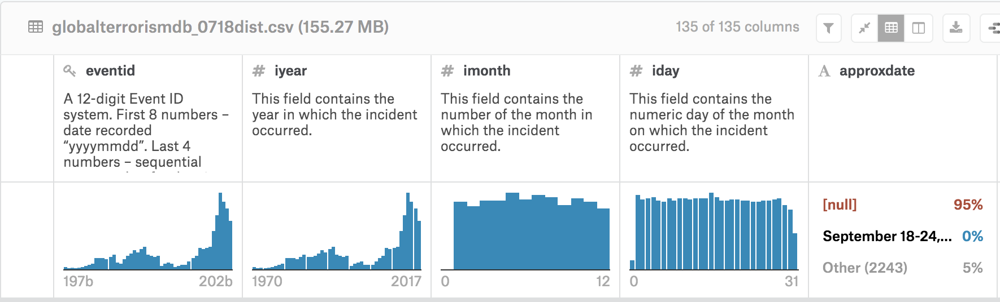 globalterrorismdb_0718dist.csv (155.27 MB)
135 of 135 columns
eventid
A 12-digit Event ID
system. First 8 numbers –
date recorded
“yyyymmdd”. Last 4
numbers – sequential
197b 202b
# iyear
This field contains the
year in which the incident
occurred.
1970 2017
# imonth
This field contains the
number of the month in
which the incident
occurred.
0 12
# iday
This field contains the
numeric day of the month
on which the incident
occurred.
0 31
A approxdate
[null] 95%
September 18-24,... 0%
Other (2243) 5%